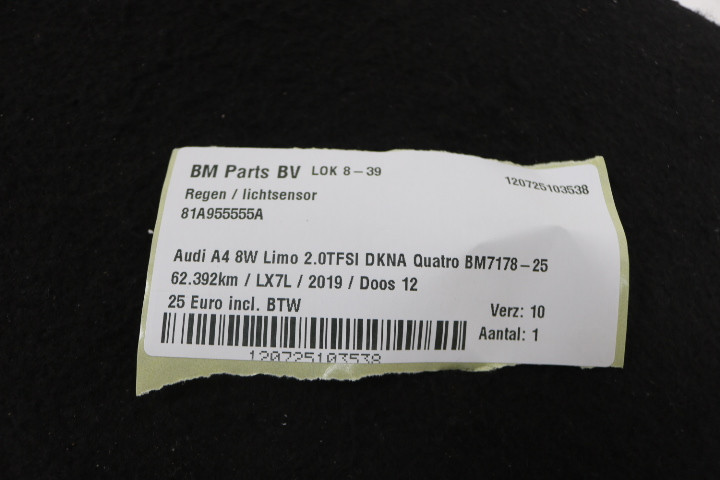 BM Parts BV LOK 8-39
120725103538
Regen / lichtsensor
81A955555A
Audi A4 8W Limo 2.0TFSI DKNA Quatro BM7178-25
62.392km / LX7L / 2019 / Doos 12
25 Euro incl. BTW
Verz: 10
Aantal: 1
120725103538